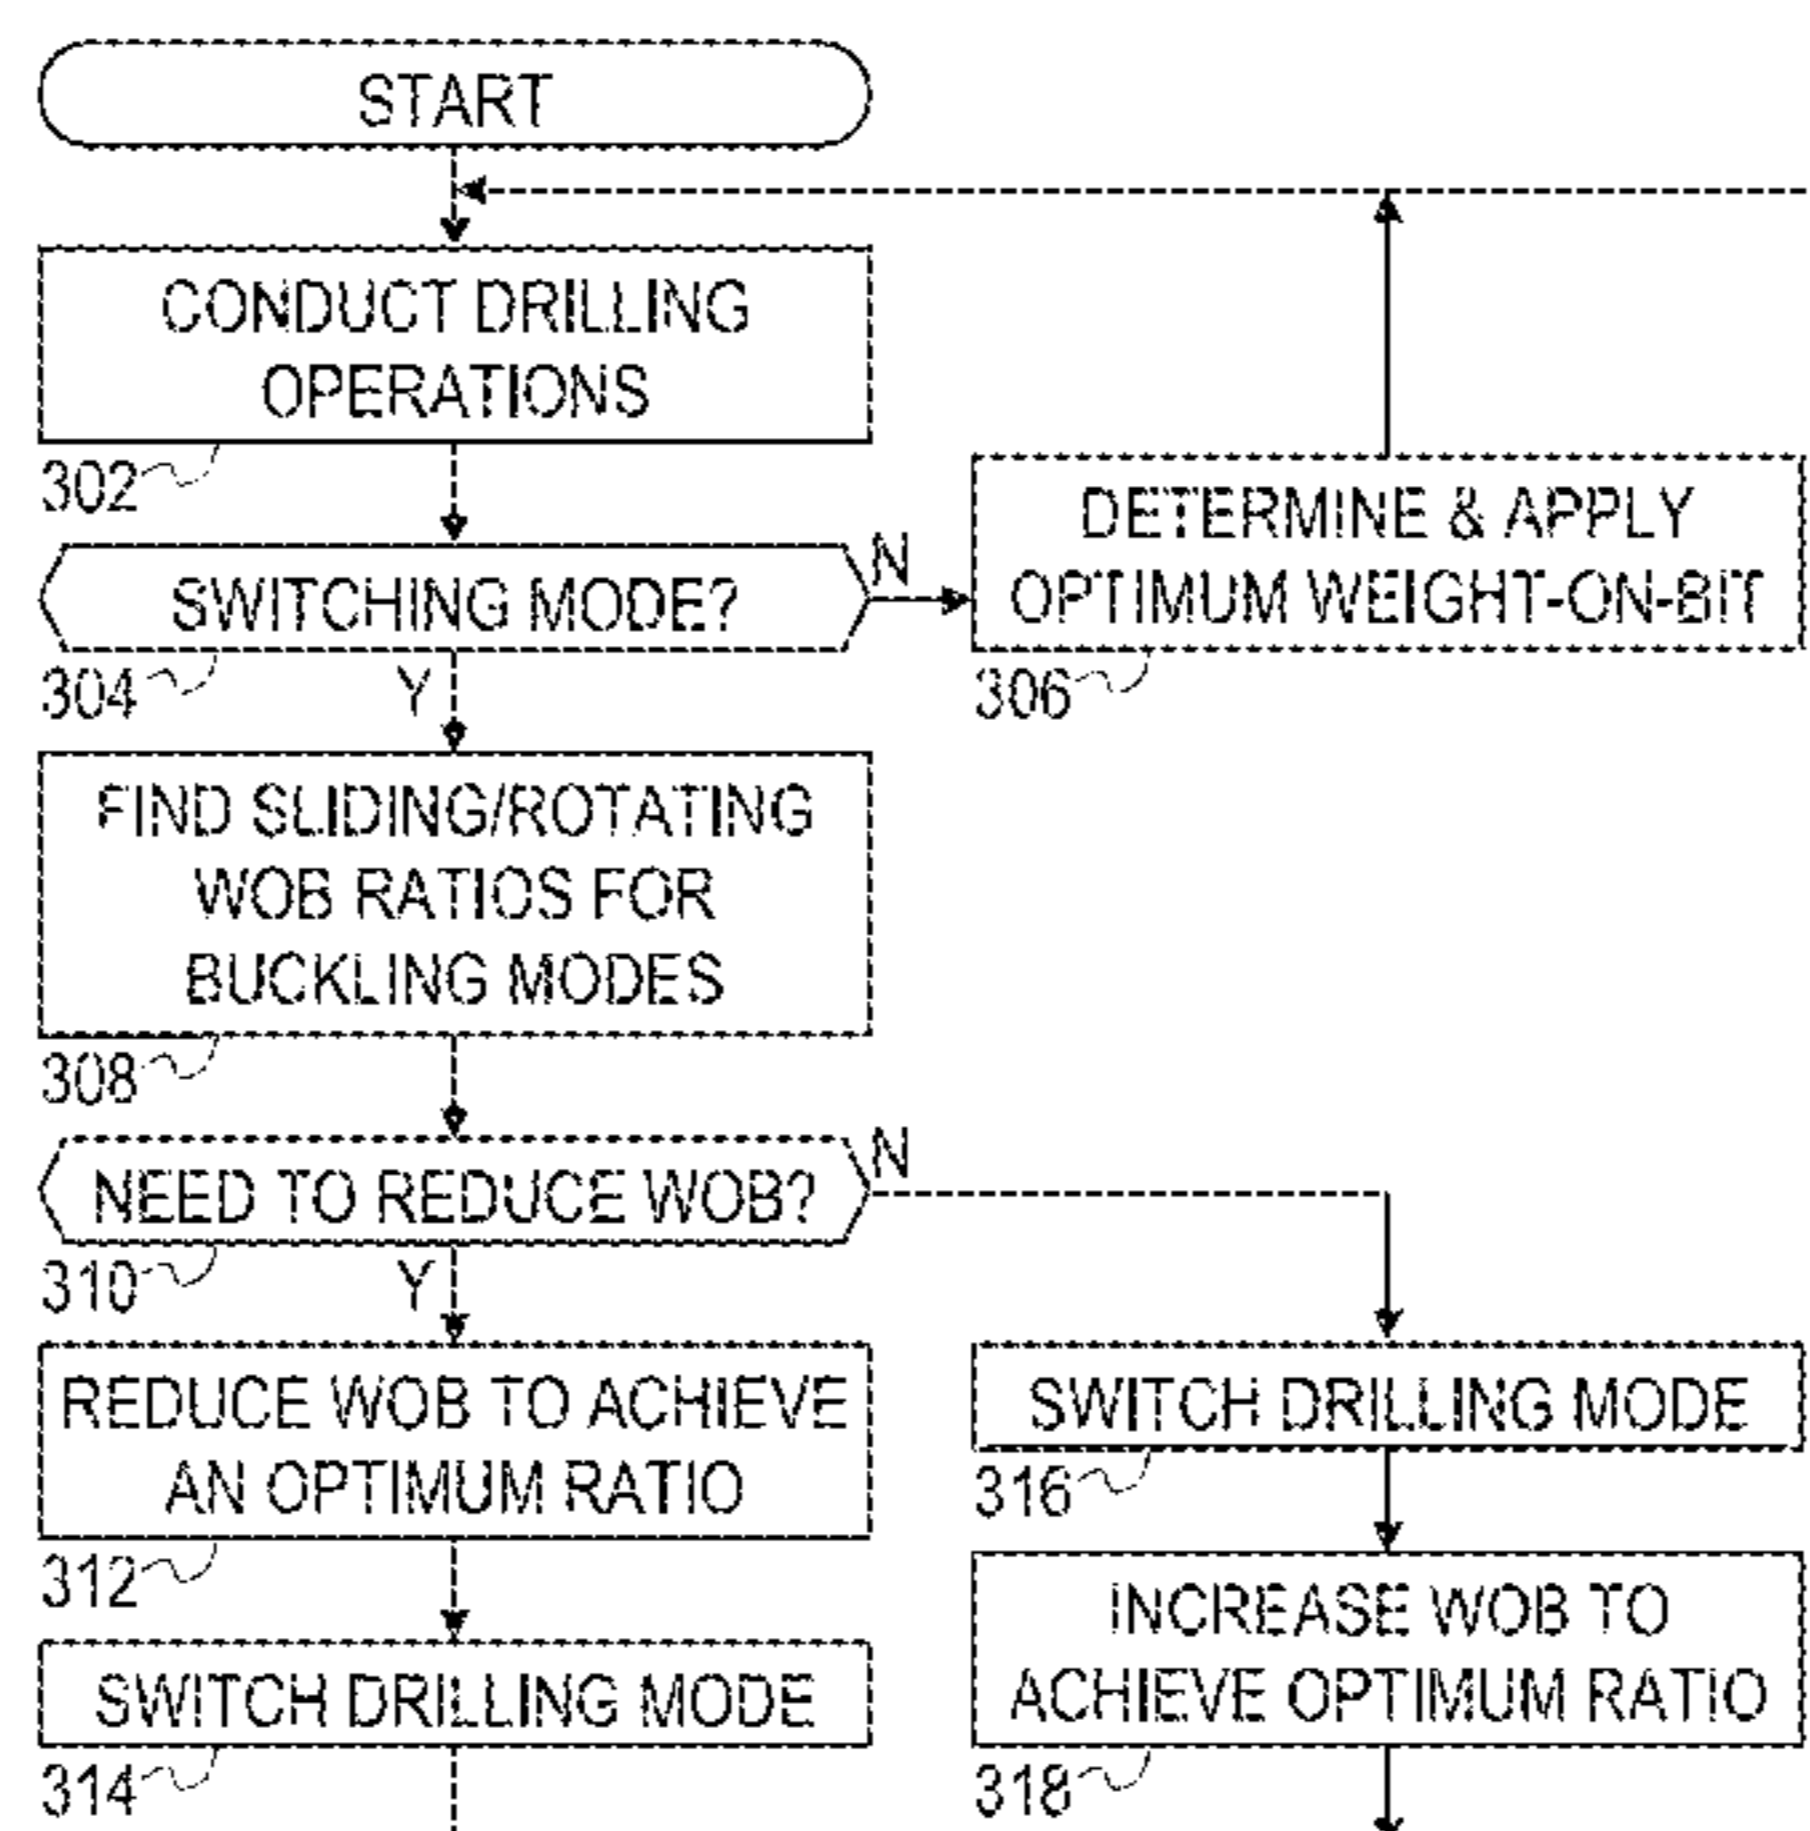 START
CONDUCT DRILLING
OPERATIONS
302
SWITCHING MODE?
N
304
Y
DETERMINE & APPLY
OPTIMUM WEIGHT-ON-BIT
306
FIND SLIDING/ROTATING
WOB RATIOS FOR
BUCKLING MODES
308
NEED TO REDUCE WOB?
N
310
Y
REDUCE WOB TO ACHIEVE
AN OPTIMUM RATIO
312
SWITCH DRILLING MODE
314
SWITCH DRILLING MODE
316
INCREASE WOB TO
ACHIEVE OPTIMUM RATIO
318